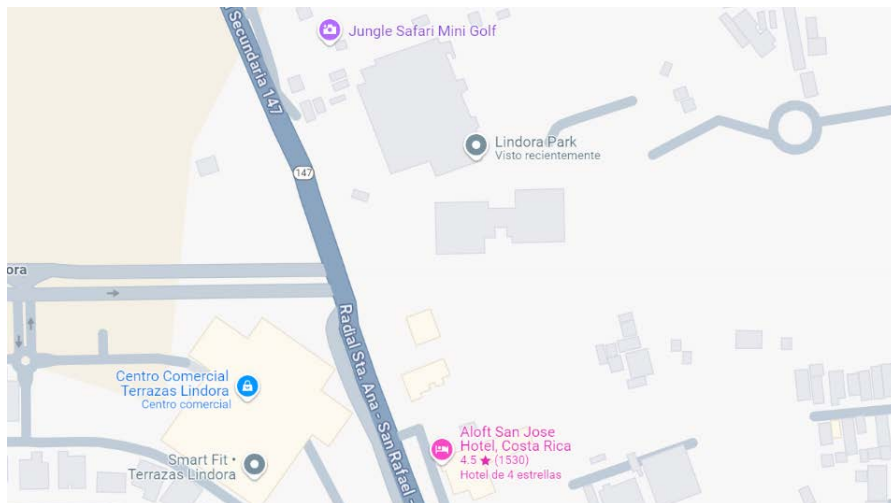 Secundaria 147
Jungle Safari Mini Golf
Lindora Park
Visto recientemente
147
ora
Radial Sta. Ana - San Rafael -
Centro Comercial
Terrazas Lindora
Centro comercial
Aloft San Jose
Hotel, Costa Rica
4.5 ★ (1530)
Hotel de 4 estrellas
Smart Fit •
Terrazas Lindora